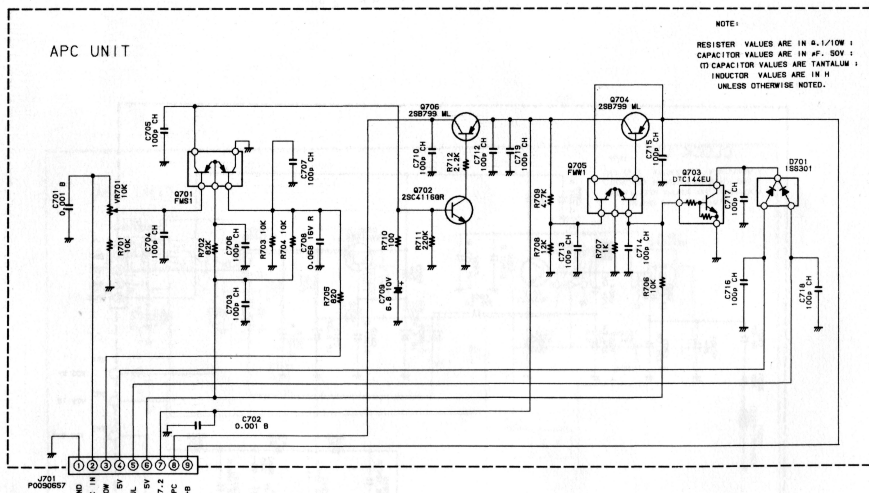 NOTE:
APC UNIT
RESISTER VALUES ARE IN Ω.1/10W ;
CAPACITOR VALUES ARE IN µF. 50V ;
(T) CAPACITOR VALUES ARE TANTALUM ;
INDUCTOR VALUES ARE IN H
UNLESS OTHERWISE NOTED.
C705
100p CH
Q701
FMS1
C707
100p CH
C701
0.001 B
VR701
10K
R701
10K
C704
100p CH
R702
82K
C706
100p CH
R703 10K
R704 10K
C708
0.068 16V R
C703
100p CH
R705
820
Q706
2SB799 ML
C710
100p CH
R712
2.2K
C712
100p CH
C719
100p CH
Q702
2SC4116GR
R710
100
R711
220K
C709
6.8 10V
Q704
2SB799 ML
Q705
FMW1
C715
100p CH
Q703
DTC144EU
D701
1SS301
R709
4.7K
R708
12K
C713
100p CH
R707
1K
C714
100p CH
R706
10K
C717
100p CH
C716
100p CH
C718
100p CH
C702
0.001 B
J701
P0090657
1 2 3 4 5 6 7 8 9
5V
5V
7.2